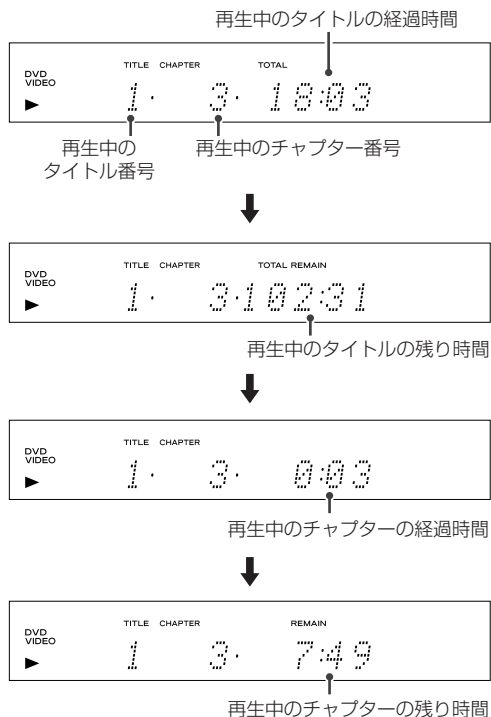 再生中のタイトルの経過時間
TITLE CHAPTER TOTAL
DVD
VIDEO
1· 3· 18:03
再生中の
タイトル番号
再生中のチャプター番号
TITLE CHAPTER TOTAL REMAIN
DVD
VIDEO
1· 3·102:31
再生中のタイトルの残り時間
TITLE CHAPTER
DVD
VIDEO
1· 3· 0:03
再生中のチャプターの経過時間
TITLE CHAPTER REMAIN
DVD
VIDEO
1 3· 7:49
再生中のチャプターの残り時間